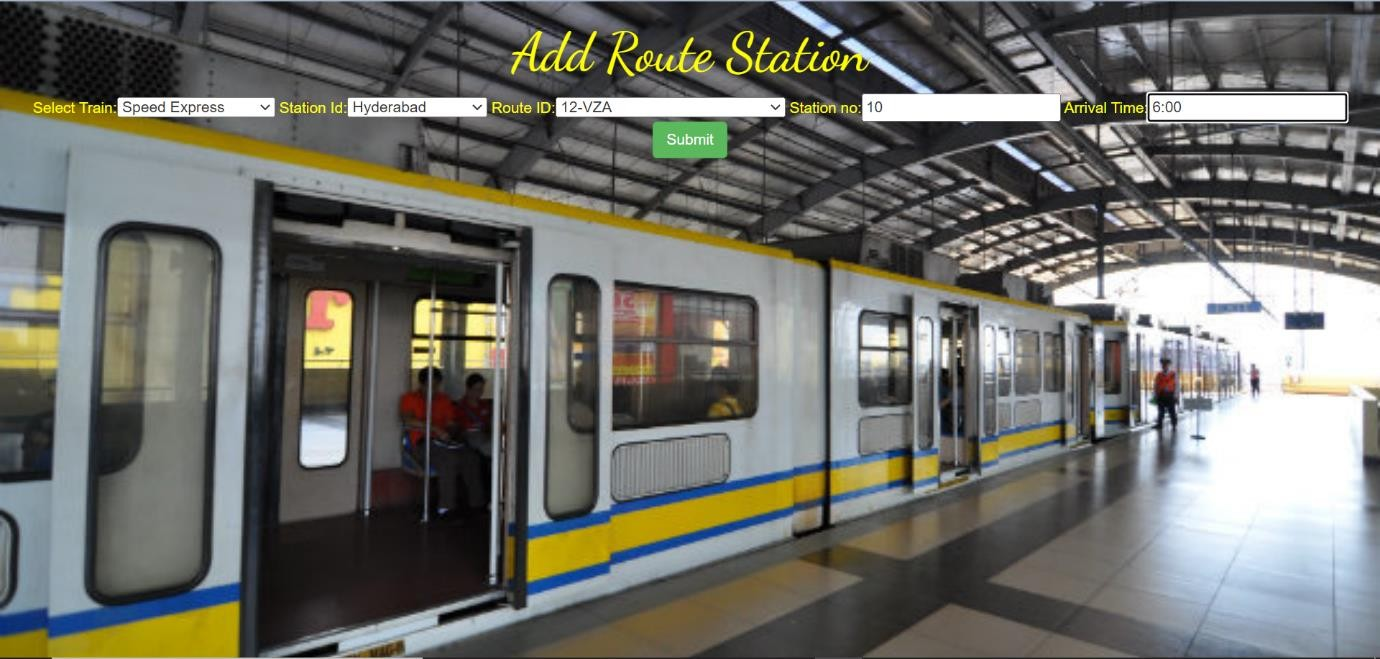 Add Route Station
Select Train: Speed Express Station Id: Hyderabad Route ID: 12-VZA Station no: 10 Arrival Time: 6:00
Submit